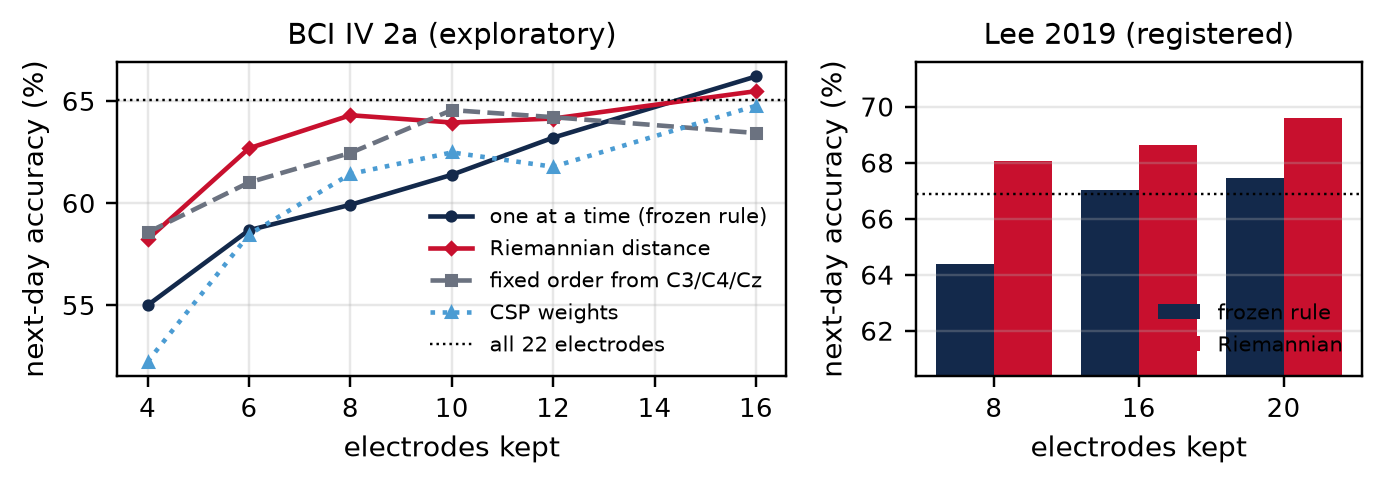 BCI IV 2a (exploratory)
next-day accuracy (%)
65
60
55
one at a time (frozen rule)
Riemannian distance
fixed order from C3/C4/Cz
CSP weights
all 22 electrodes
4 6 8 10 12 14 16
electrodes kept
Lee 2019 (registered)
next-day accuracy (%)
70
68
66
64
62
frozen rule
Riemannian
8 16 20
electrodes kept